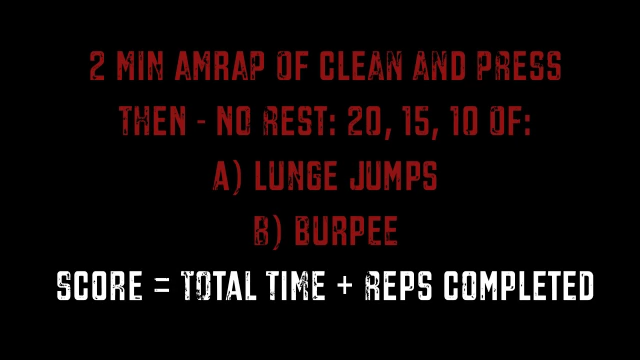 2 MIN AMRAP OF CLEAN AND PRESS
THEN - NO REST: 20, 15, 10 OF:
A) LUNGE JUMPS
B) BURPEE
SCORE = TOTAL TIME + REPS COMPLETED